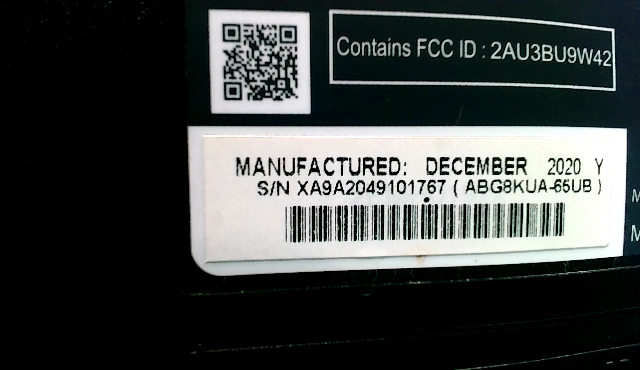 Contains FCC ID : 2AU3BU9W42
MANUFACTURED: DECEMBER 2020 Y
S/N XA9A2049101767 ( ABG8KUA-65UB )
M
M